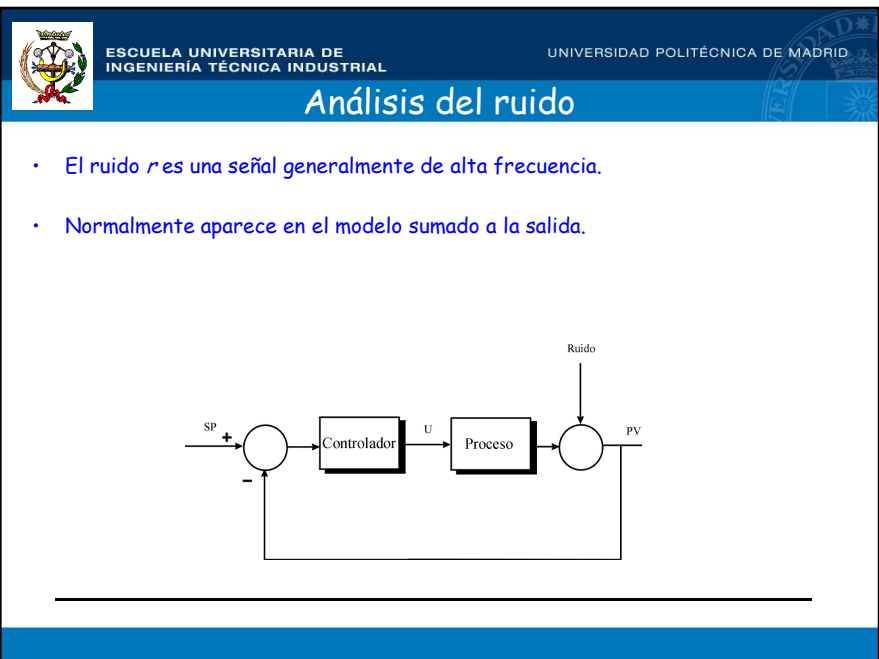 ESCUELA UNIVERSITARIA DE
INGENIERÍA TÉCNICA INDUSTRIAL
UNIVERSIDAD POLITÉCNICA DE MADRID
Análisis del ruido
• El ruido r es una señal generalmente de alta frecuencia.
• Normalmente aparece en el modelo sumado a la salida.
Ruido
SP
+
Controlador
U
Proceso
PV
−